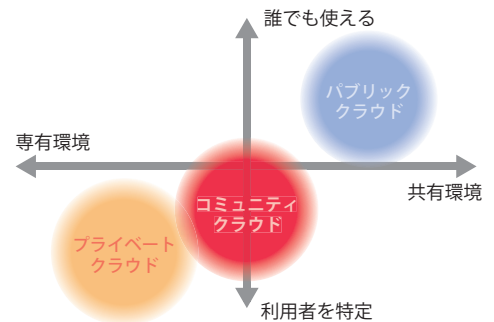 誰でも使える
パブリック
クラウド
専有環境
共有環境
コミュニティ
クラウド
プライベート
クラウド
利用者を特定